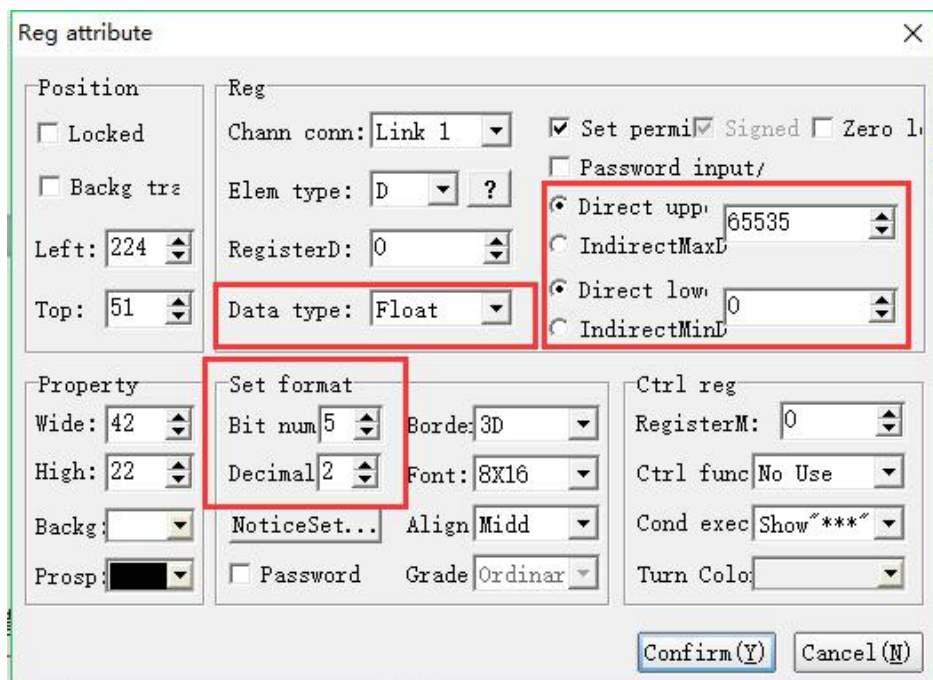 Reg attribute
Position
Locked
Backg tra
Left: 224
Top: 51
Reg
Chann conn: Link 1
Elem type: D ?
RegisterD: 0
Data type: Float
Set permi Signed Zero l
Password input/
Direct upp 65535
IndirectMaxD
Direct low 0
IndirectMinD
Property
Wide: 42
High: 22
Backg:
Prosp:
Set format
Bit num 5
Decimal 2
NoticeSet...
Password
Borde: 3D
Font: 8X16
Align Midd
Grade Ordinar
Ctrl reg
RegisterM: 0
Ctrl func No Use
Cond exec Show"***"
Turn Colo
Confirm(Y) Cancel(N)